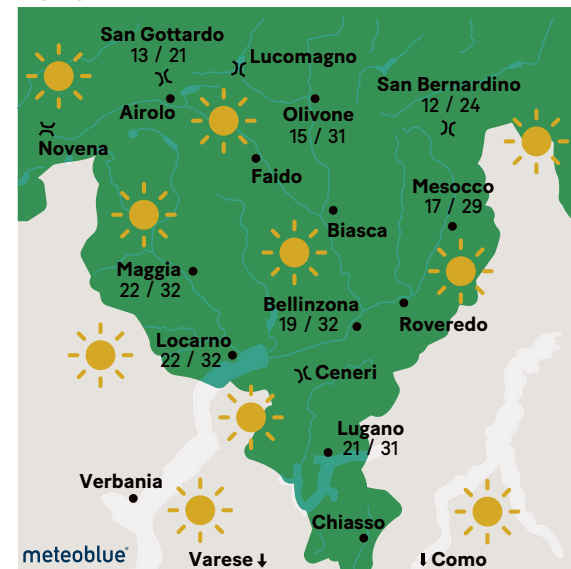 San Gottardo
13 / 21
Lucomagno
San Bernardino
12 / 24
Airolo
Olivone
15 / 31
Novena
Faido
Mesocco
17 / 29
Biasca
Maggia
22 / 32
Bellinzona
19 / 32
Roveredo
Locarno
22 / 32
Ceneri
Lugano
21 / 31
Verbania
Chiasso
meteoblue®
Varese ↓
⬇ Como